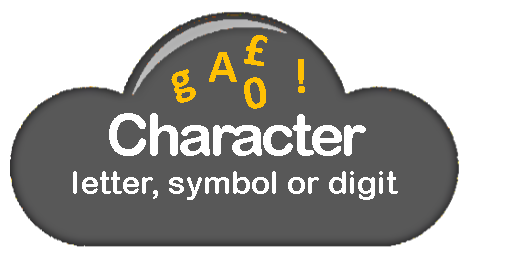 g A £ 0 !
Character
letter, symbol or digit